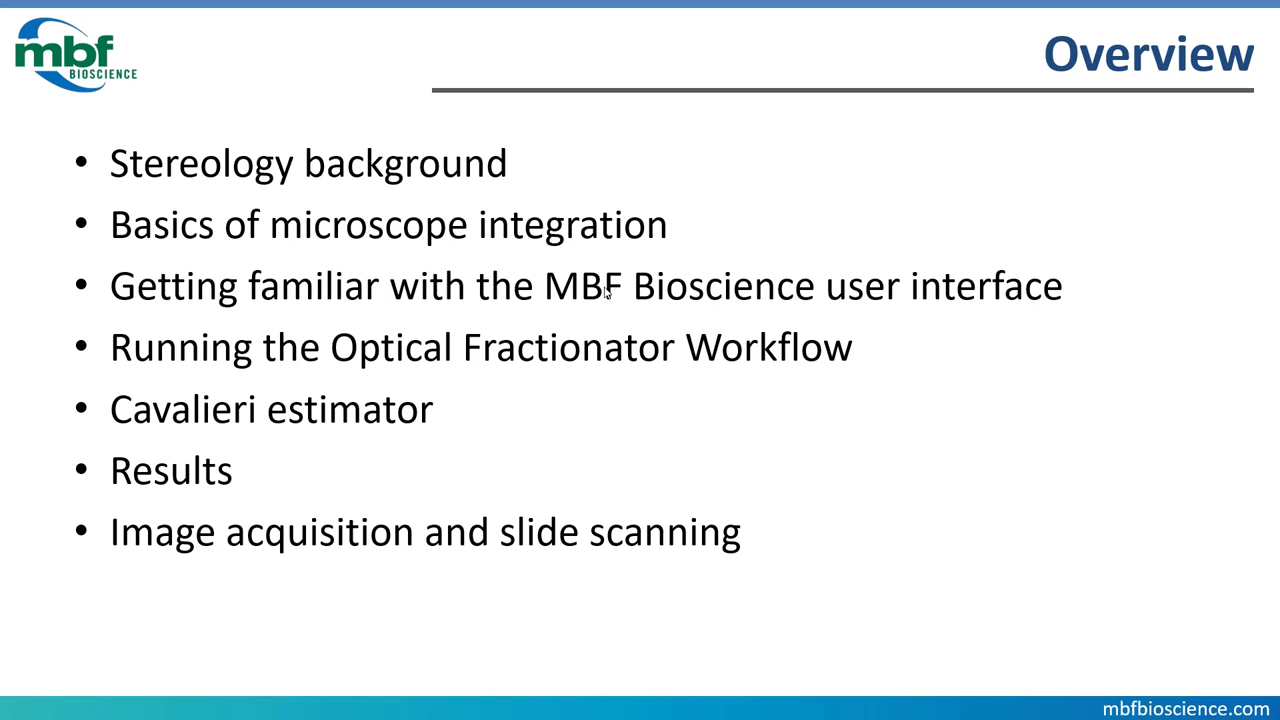 mbf
BIOSCIENCE
Overview
• Stereology background
• Basics of microscope integration
• Getting familiar with the MBF Bioscience user interface
• Running the Optical Fractionator Workflow
• Cavalieri estimator
• Results
• Image acquisition and slide scanning
mbfbioscience.com